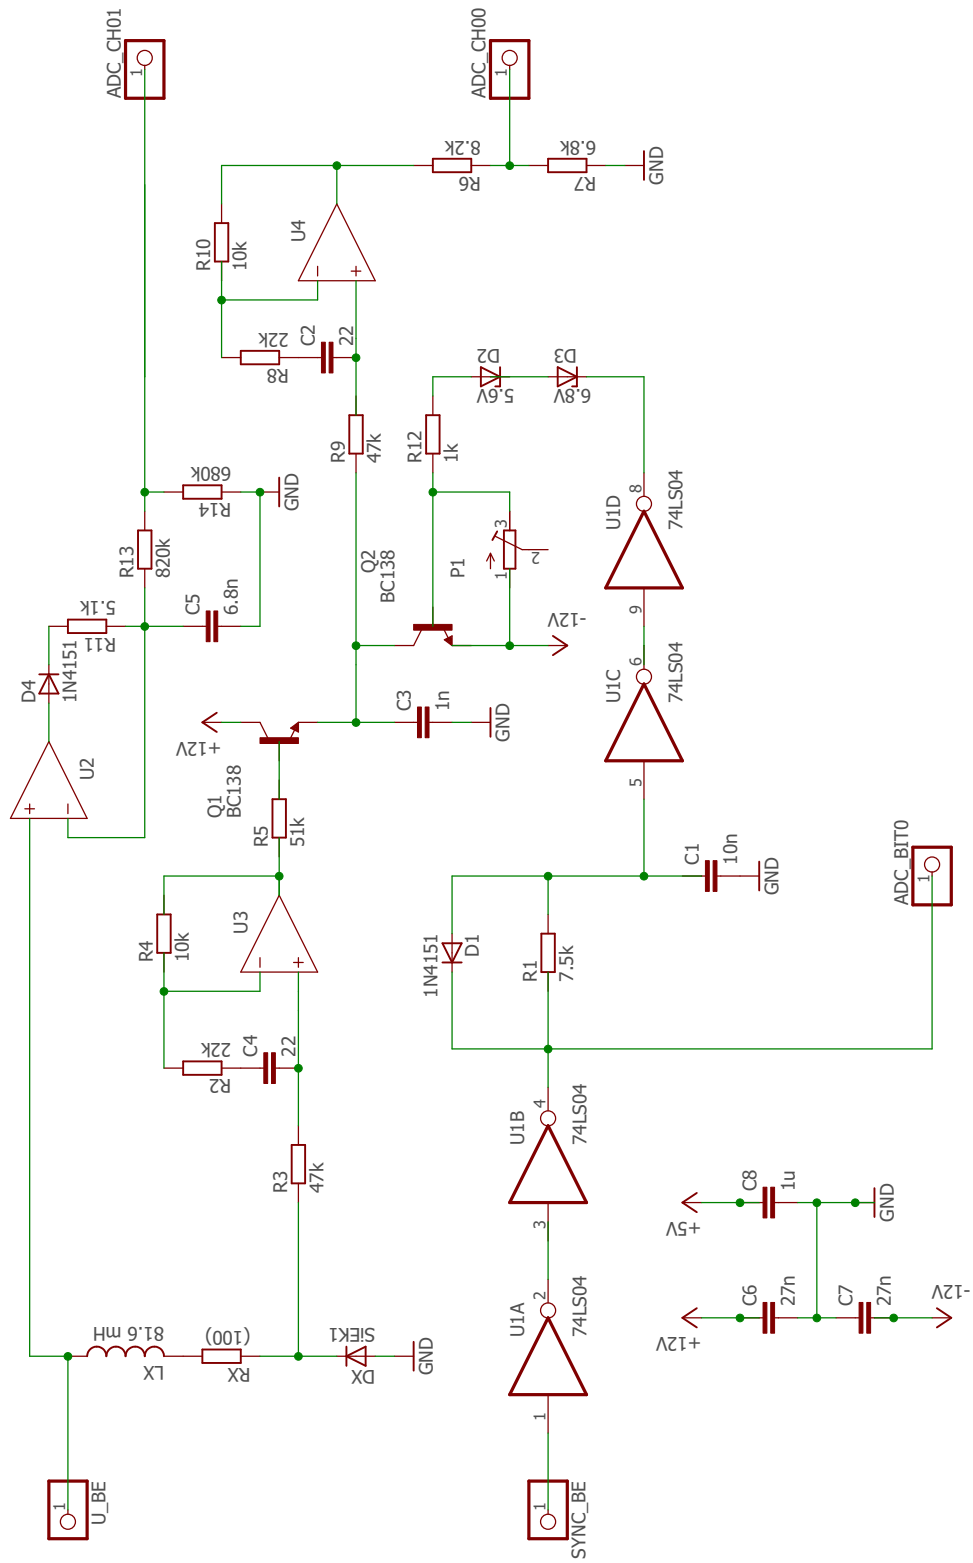 ADC_CH01
1
ADC_CH00
1
R6
8.2k
R7
6.8k
GND
U4
R10
10k
R8
22k
C2
22
D2
5.6V
D3
6.8V
R9
47k
R12
1k
R14
680k
GND
R13
820k
C5
6.8n
R11
5.1k
D4
1N4151
U2
+
−
−
+
Q2
BC138
P1
1
3
2
-12V
U1D
74LS04
8
9
U1C
74LS04
6
5
+12V
Q1
BC138
C3
1n
GND
R5
51k
U3
−
+
R4
10k
R2
22k
C4
22
R3
47k
1N4151
D1
R1
7.5k
C1
10n
GND
ADC_BIT0
1
U1B
74LS04
4
3
U1A
74LS04
2
1
+5V
C8
1u
GND
+12V
C6
27n
C7
27n
-12V
LX
81.6 mH
RX
(100)
DX
SiEK1
GND
U_BE
1
SYNC_BE
1